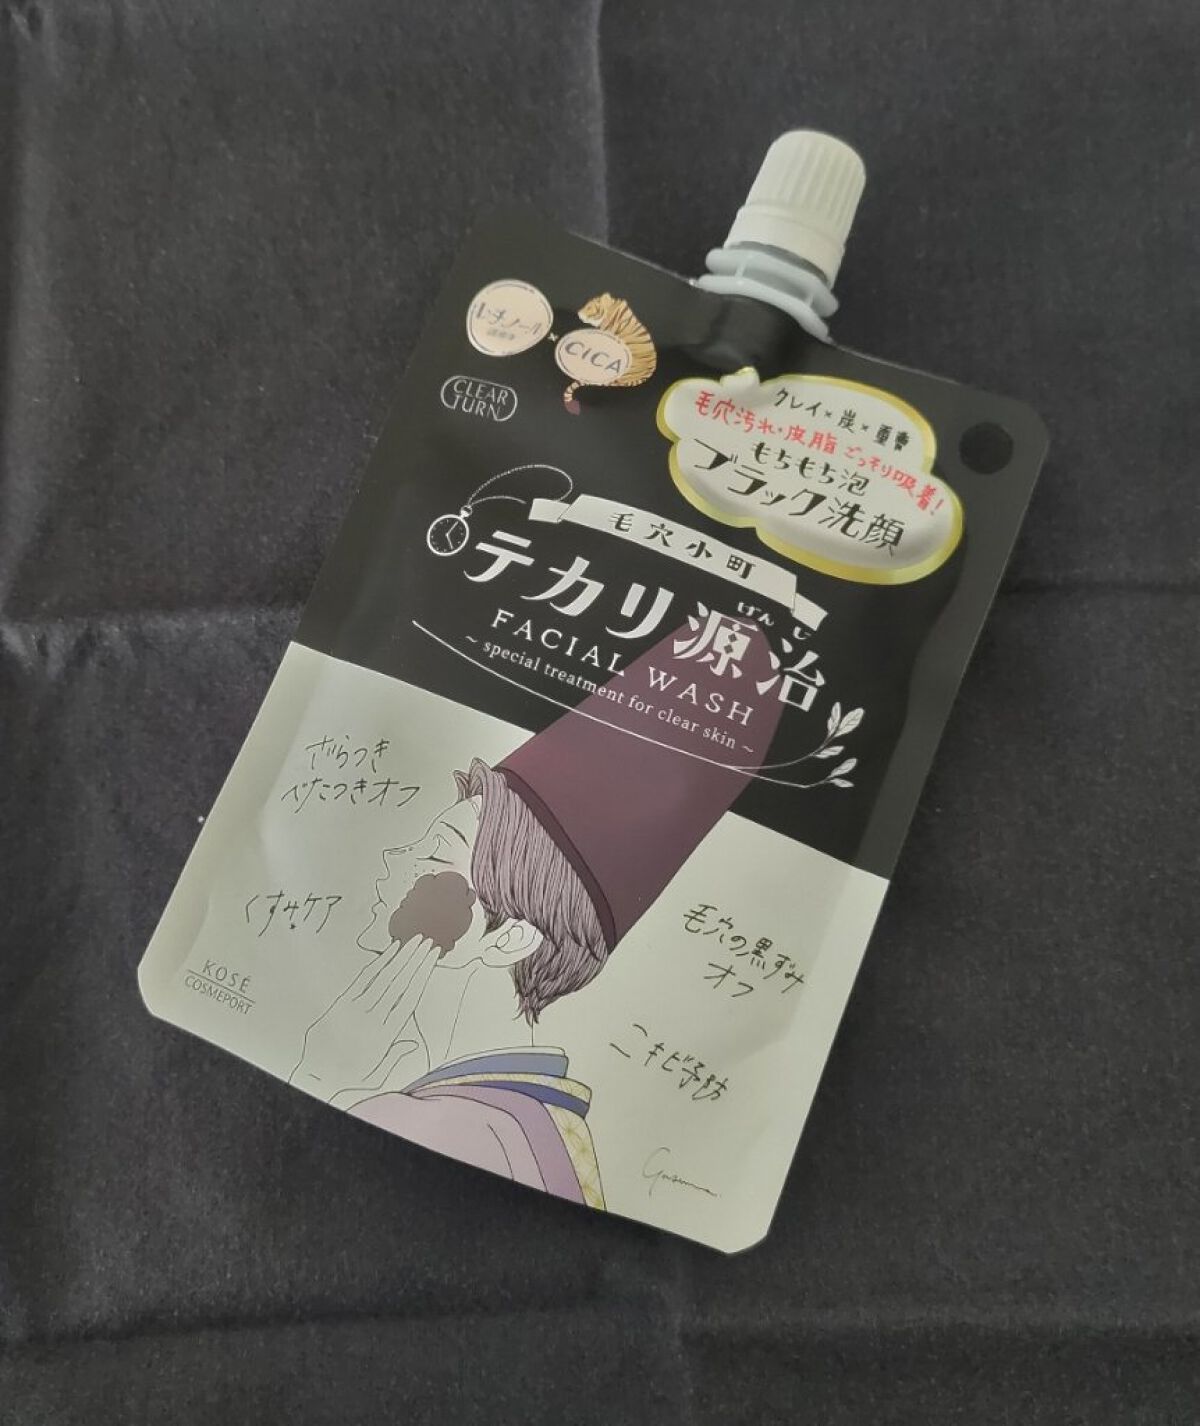 レチノール
CICA
CLEAR
TURN
クレイ×炭×重曹
毛穴汚れ・皮脂ごっそり吸着!
もちもち泡
ブラック洗顔
毛穴小町
げんじ
テカリ源治
FACIAL WASH
~ special treatment for clear skin ~
ざらつき
べたつきオフ
くすみケア
毛穴の黒ずみ
オフ
ニキビ予防
KOSÉ
COSMEPORT